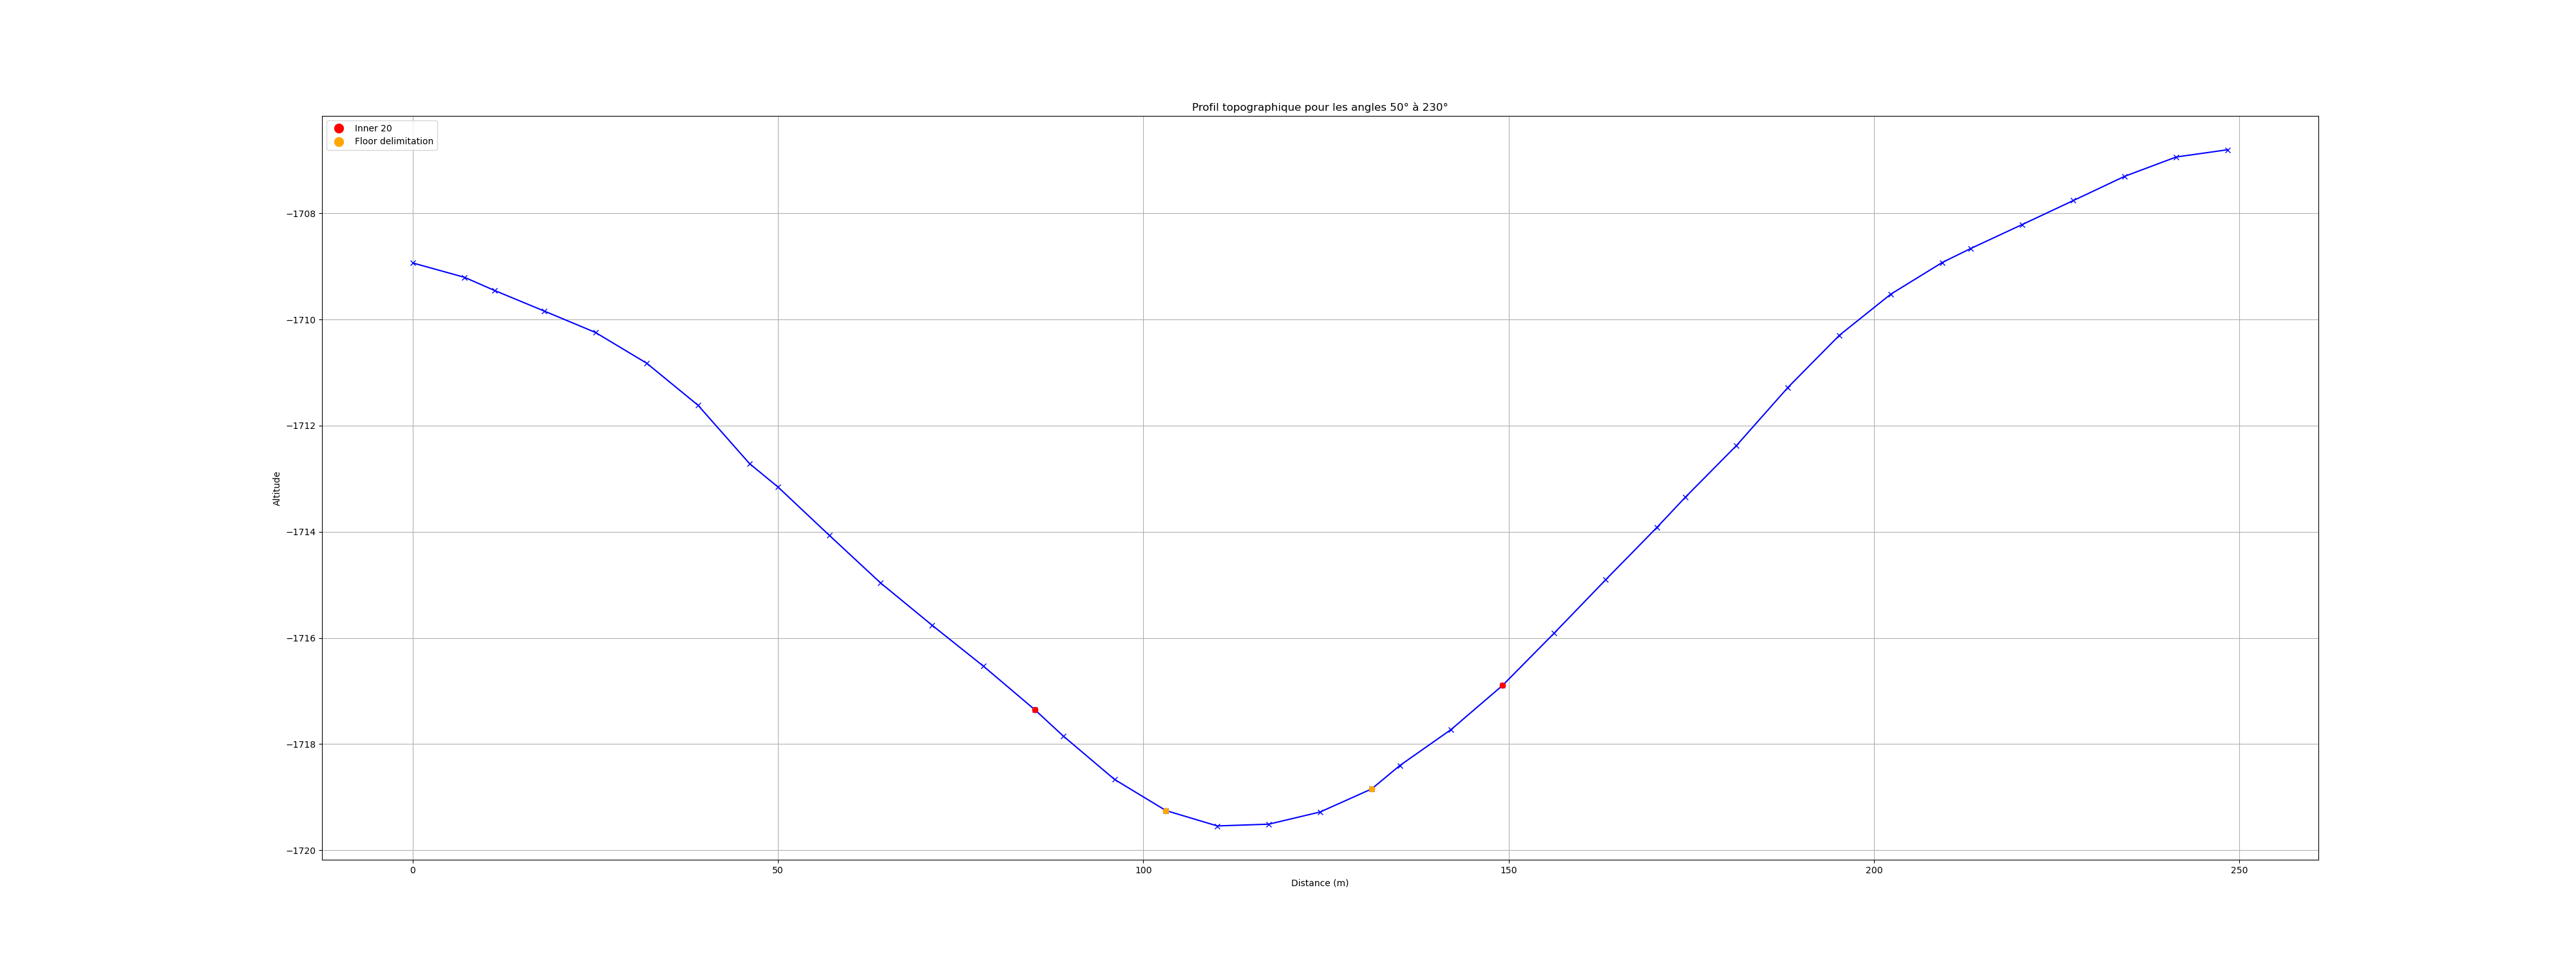 Profil topographique pour les angles 50° à 230°
Inner 20
Floor delimitation
−1708
−1710
−1712
−1714
−1716
−1718
−1720
Altitude
0 50 100 150 200 250
Distance (m)